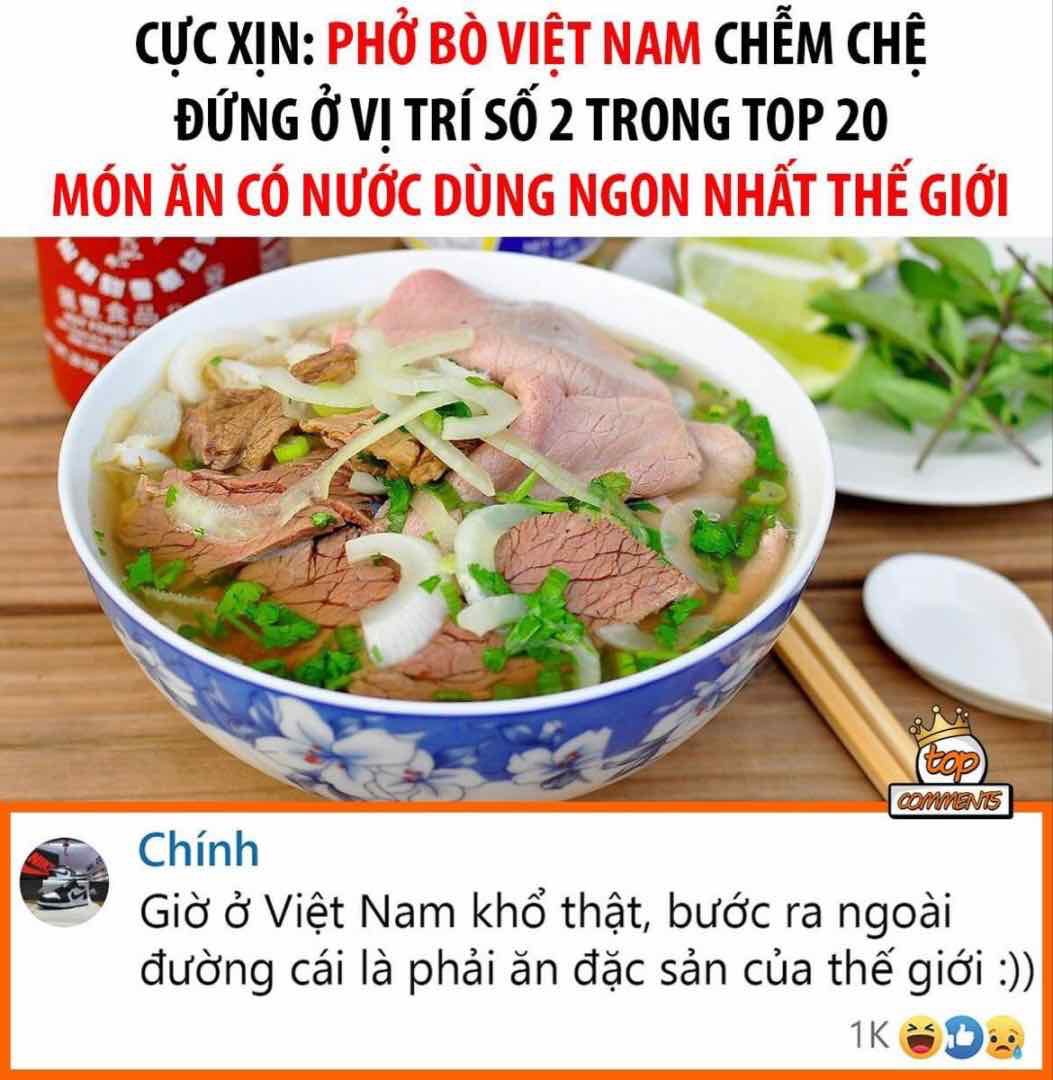 CỰC XỊN: PHỞ BÒ VIỆT NAM CHỄM CHỆ
ĐỨNG Ở VỊ TRÍ SỐ 2 TRONG TOP 20
MÓN ĂN CÓ NƯỚC DÙNG NGON NHẤT THẾ GIỚI
top
COMMENTS
Chính
Giờ ở Việt Nam khổ thật, bước ra ngoài
đường cái là phải ăn đặc sản của thế giới :))
1K